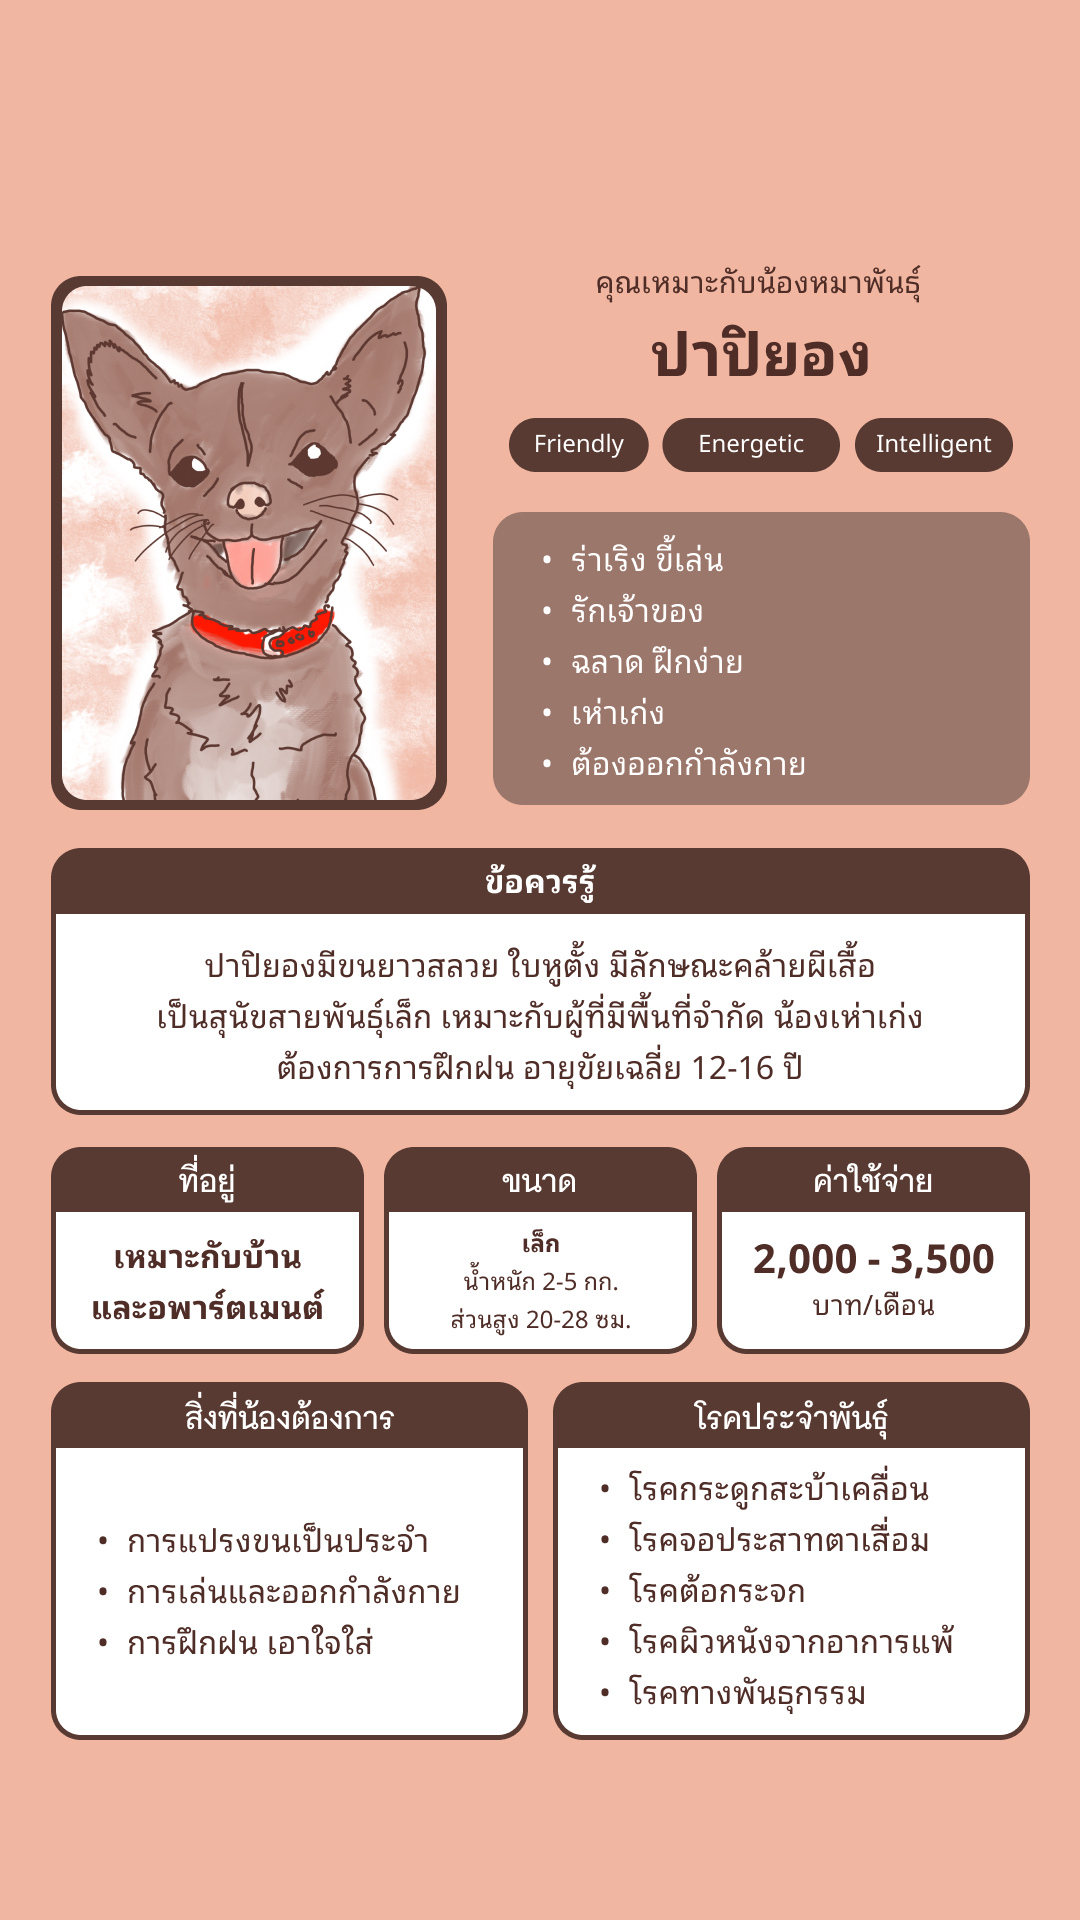 คุณเหมาะกับน้องหมาพันธุ์
ปาปิยอง
Friendly
Energetic
Intelligent
• ร่าเริง ขี้เล่น
• รักเจ้าของ
• ฉลาด ฝึกง่าย
• เห่าเก่ง
• ต้องออกกำลังกาย
ข้อควรรู้
ปาปิยองมีขนยาวสลวย ใบหูตั้ง มีลักษณะคล้ายผีเสื้อ
เป็นสุนัขสายพันธุ์เล็ก เหมาะกับผู้ที่มีพื้นที่จำกัด น้องเห่าเก่ง
ต้องการการฝึกฝน อายุขัยเฉลี่ย 12-16 ปี
ที่อยู่
เหมาะกับบ้าน
และอพาร์ตเมนต์
ขนาด
เล็ก
น้ำหนัก 2-5 กก.
ส่วนสูง 20-28 ซม.
ค่าใช้จ่าย
2,000 - 3,500
บาท/เดือน
สิ่งที่น้องต้องการ
• การแปรงขนเป็นประจำ
• การเล่นและออกกำลังกาย
• การฝึกฝน เอาใจใส่
โรคประจำพันธุ์
• โรคกระดูกสะบ้าเคลื่อน
• โรคจอประสาทตาเสื่อม
• โรคต้อกระจก
• โรคผิวหนังจากอาการแพ้
• โรคทางพันธุกรรม